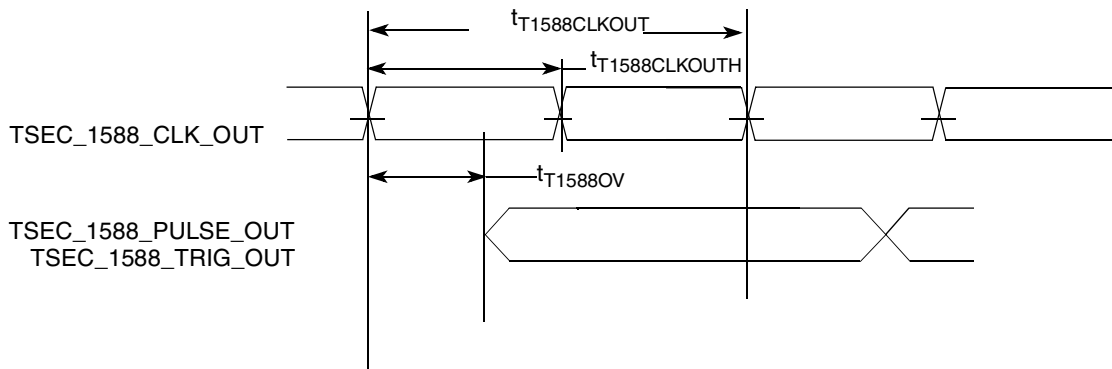 tT1588CLKOUT
tT1588CLKOUTH
TSEC_1588_CLK_OUT
tT1588OV
TSEC_1588_PULSE_OUT
TSEC_1588_TRIG_OUT